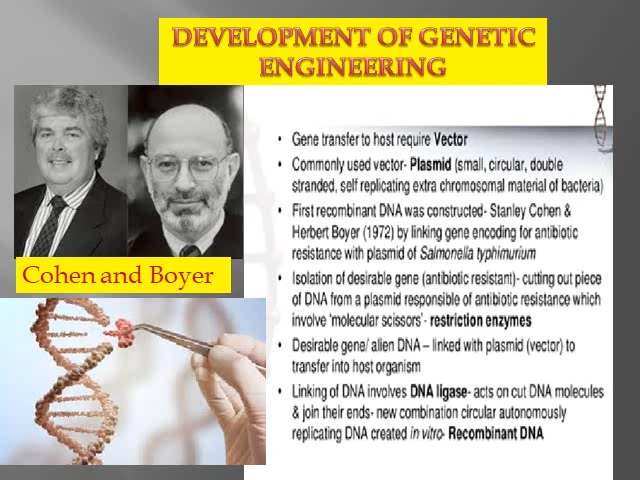 DEVELOPMENT OF GENETIC
ENGINEERING
Cohen and Boyer
• Gene transfer to host require Vector
• Commonly used vector- Plasmid (small, circular, double
stranded, self replicating extra chromosomal material of bacteria)
• First recombinant DNA was constructed- Stanley Cohen &
Herbert Boyer (1972) by linking gene encoding for antibiotic
resistance with plasmid of Salmonella typhimurium
• Isolation of desirable gene (antibiotic resistant)- cutting out piece
of DNA from a plasmid responsible of antibiotic resistance which
involve ‘molecular scissors’- restriction enzymes
• Desirable gene/ alien DNA – linked with plasmid (vector) to
transfer into host organism
• Linking of DNA involves DNA ligase- acts on cut DNA molecules
& join their ends- new combination circular autonomously
replicating DNA created in vitro- Recombinant DNA